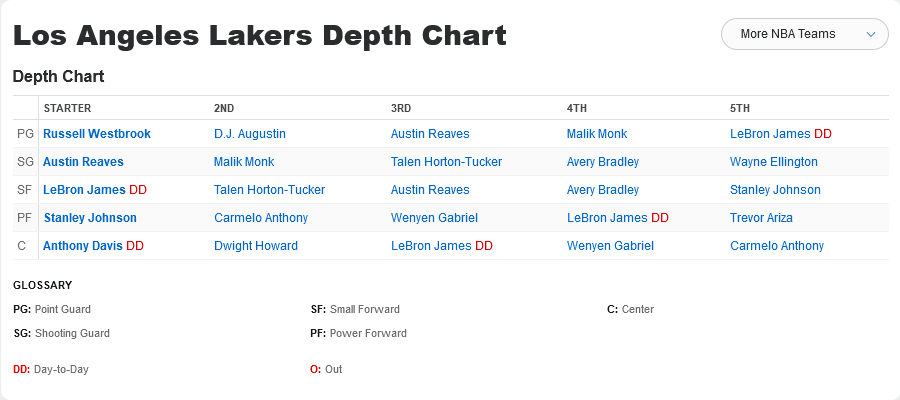 Los Angeles Lakers Depth Chart
More NBA Teams
Depth Chart
STARTER 2ND 3RD 4TH 5TH
PG Russell Westbrook D.J. Augustin Austin Reaves Malik Monk LeBron James DD
SG Austin Reaves Malik Monk Talen Horton-Tucker Avery Bradley Wayne Ellington
SF LeBron James DD Talen Horton-Tucker Austin Reaves Avery Bradley Stanley Johnson
PF Stanley Johnson Carmelo Anthony Wenyen Gabriel LeBron James DD Trevor Ariza
C Anthony Davis DD Dwight Howard LeBron James DD Wenyen Gabriel Carmelo Anthony
GLOSSARY
PG: Point Guard SF: Small Forward C: Center
SG: Shooting Guard PF: Power Forward
DD: Day-to-Day O: Out